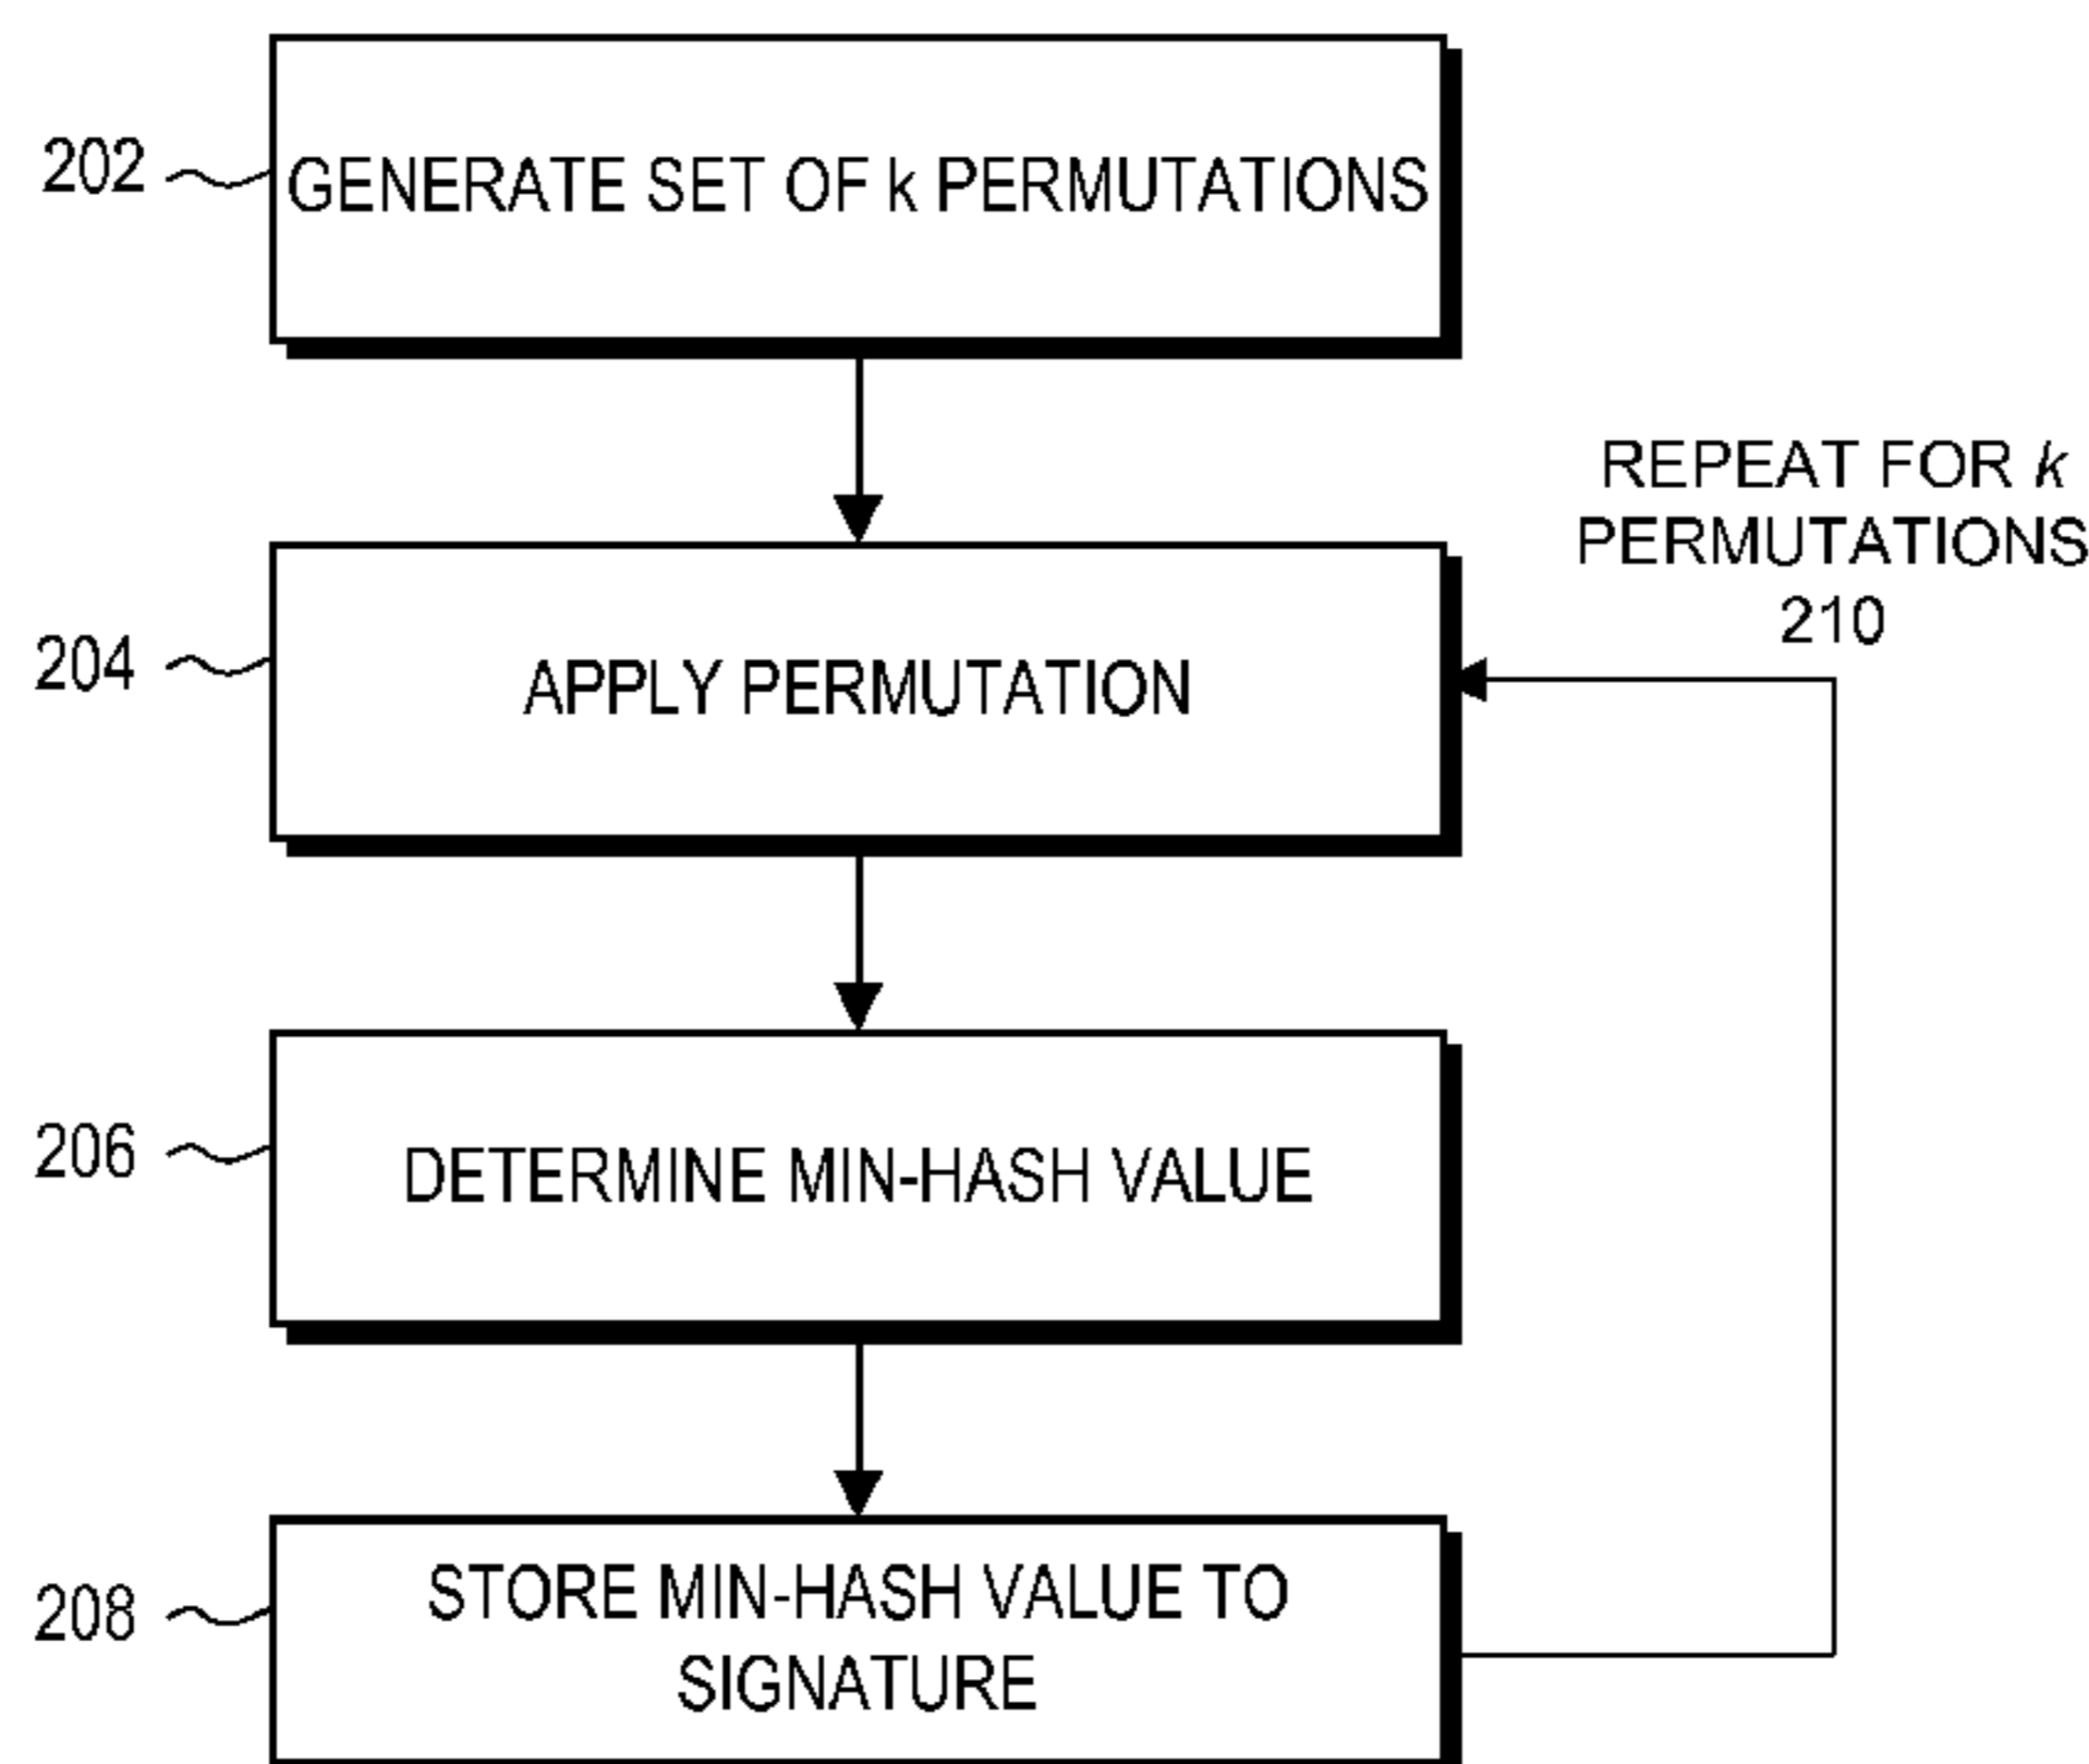 202
GENERATE SET OF k PERMUTATIONS
REPEAT FOR k
PERMUTATIONS
210
204
APPLY PERMUTATION
206
DETERMINE MIN-HASH VALUE
208
STORE MIN-HASH VALUE TO
SIGNATURE